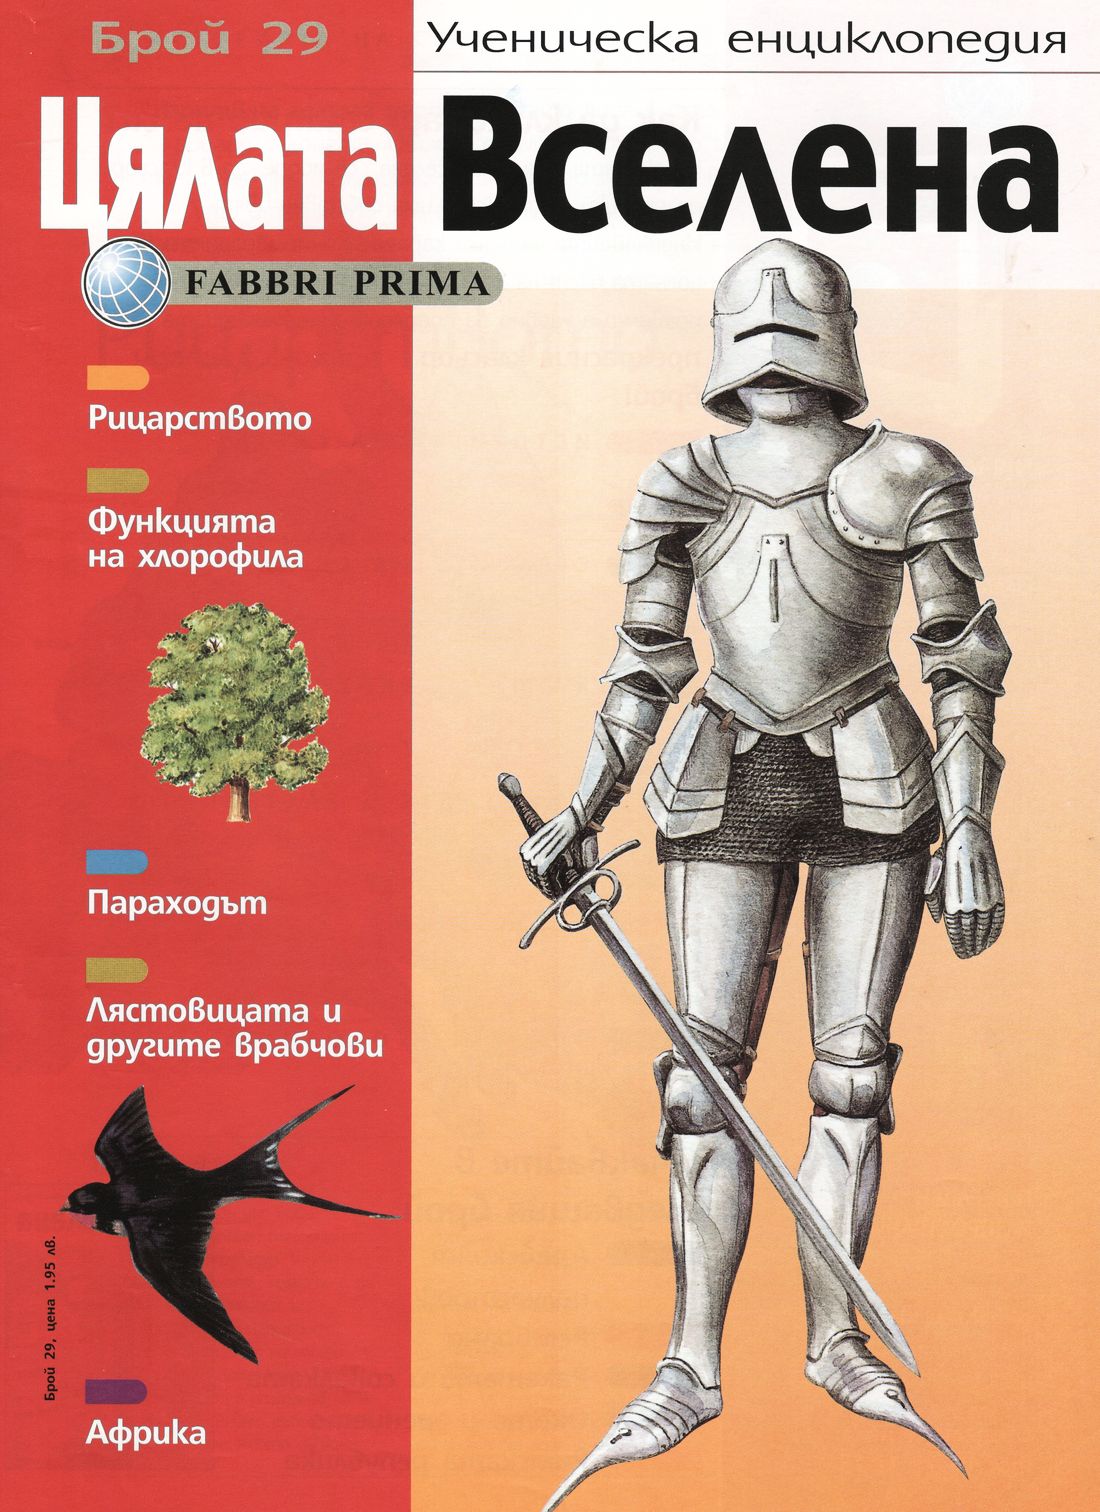 Брой 29
Ученическа енциклопедия
Цялата Вселена
FABBRI PRIMA
Рицарството
Функцията
на хлорофила
Параходът
Лястовицата и
другите врабчови
Африка
Брой 29, цена 1.95 лв.